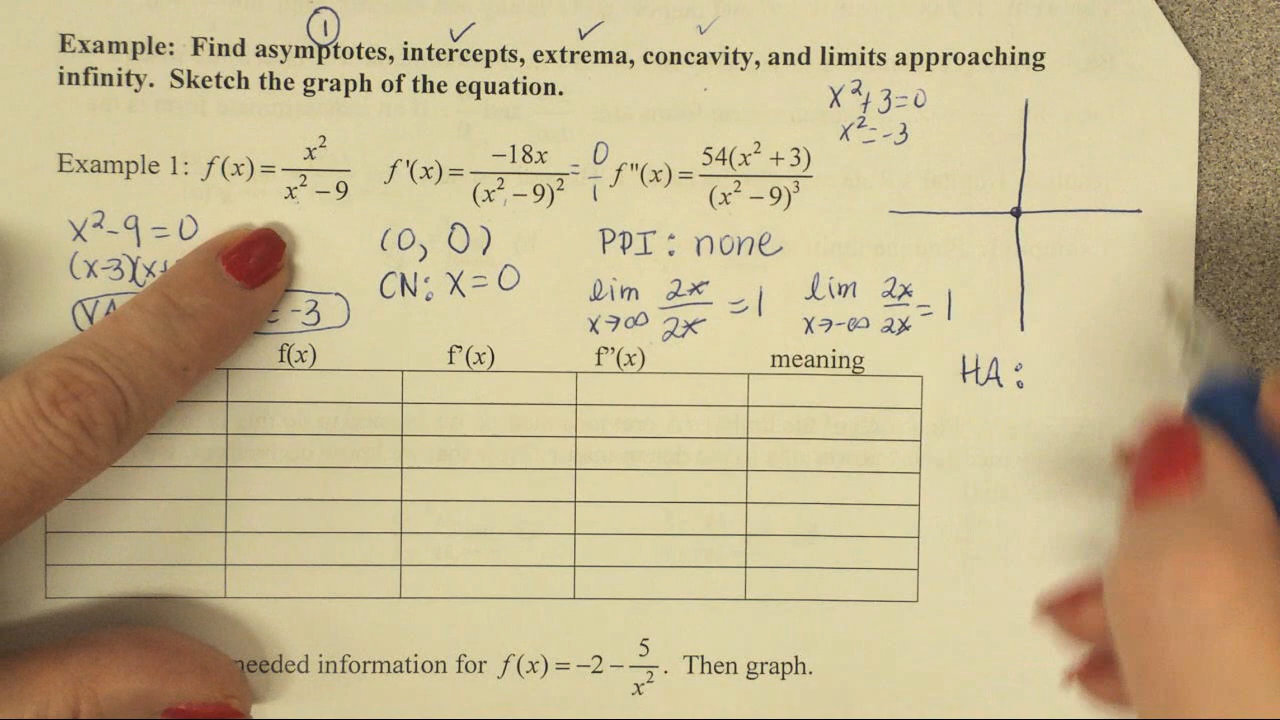 ①
Example: Find asymptotes, intercepts, extrema, concavity, and limits approaching
infinity. Sketch the graph of the equation.
x²+3=0
x²=-3
Example 1: f(x) = x²/(x² − 9) f'(x) = −18x/(x² − 9)² = 0/1 f"(x) = 54(x² + 3)/(x² − 9)³
x²-9=0
(x-3)(x+
(0, 0)
PPI: none
CN: x=0
VA
= -3
lim x→∞ 2x/2x = 1 lim x→-∞ 2x/2x = 1
f(x) f'(x) f"(x) meaning
HA:
needed information for f(x) = −2 − 5/x². Then graph.